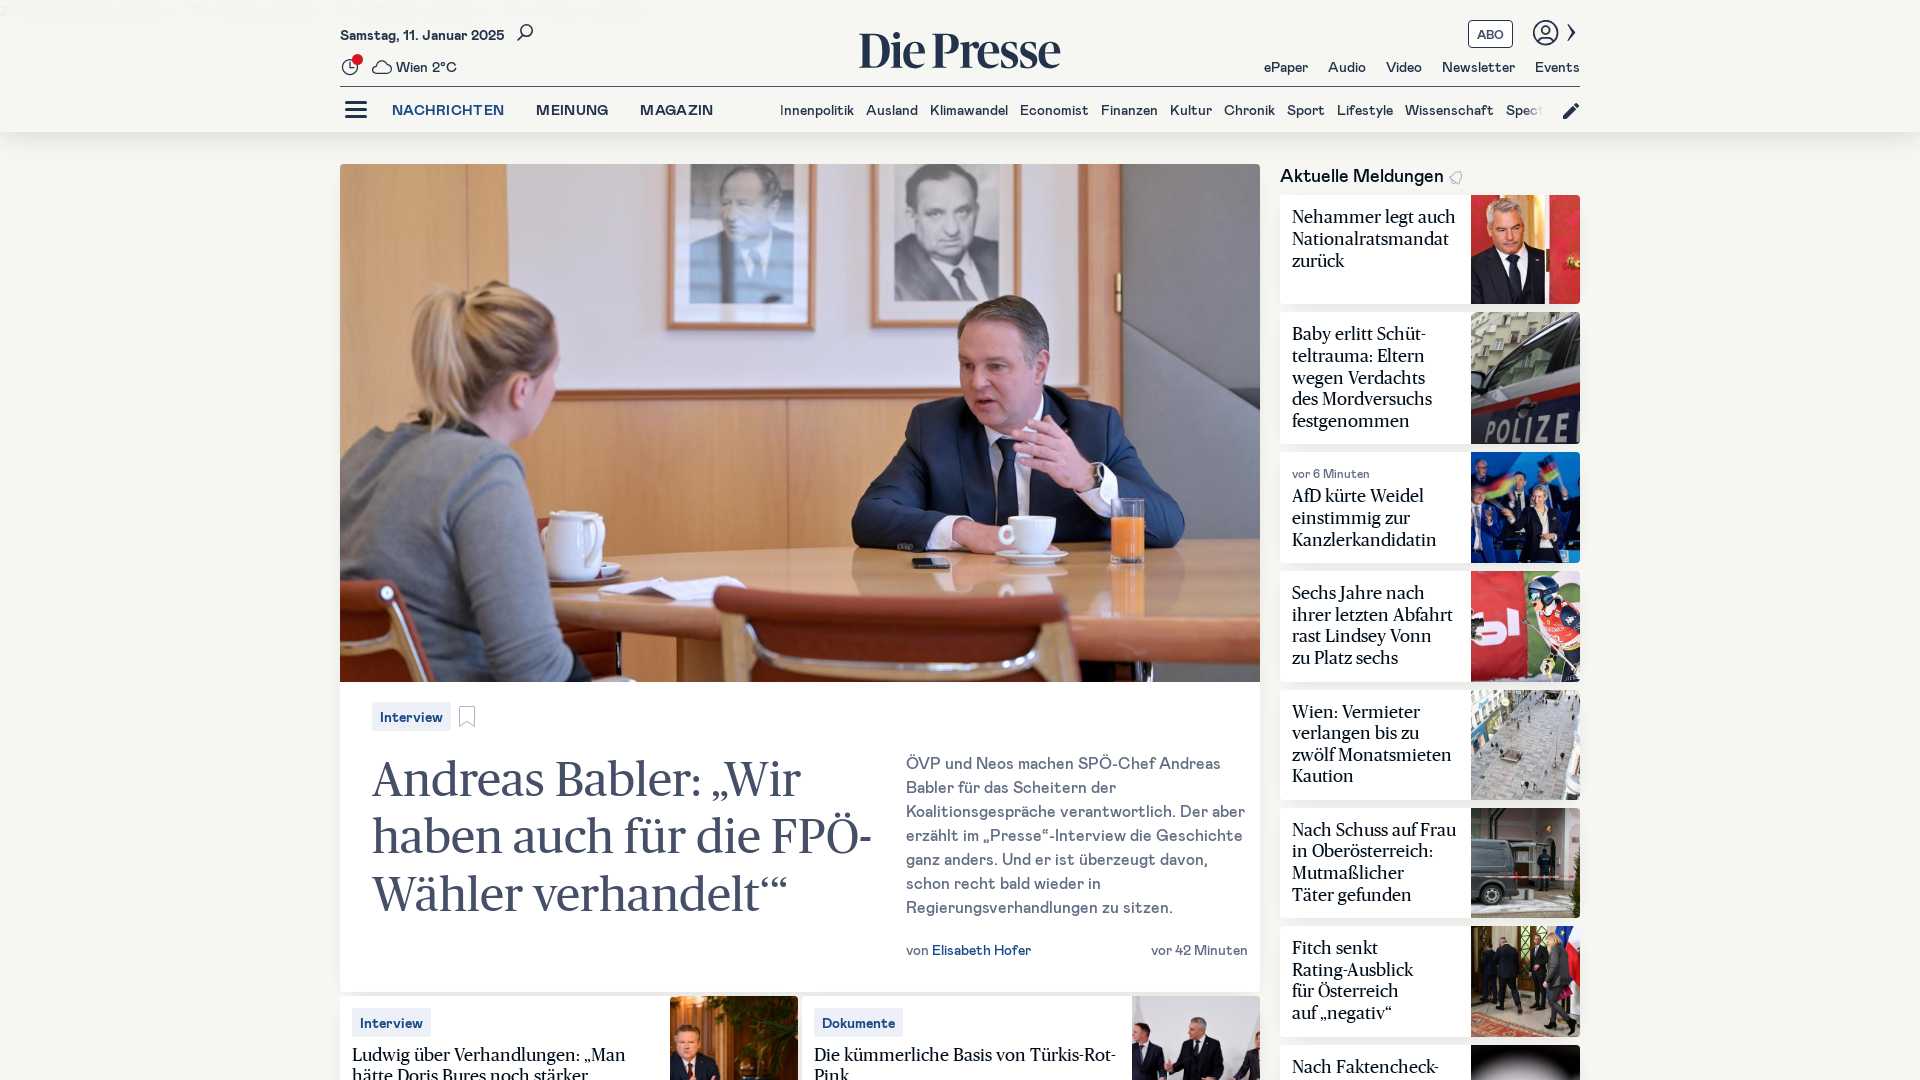 Samstag, 11. Januar 2025
Wien 2°C
Die Presse
ABO
ePaper Audio Video Newsletter Events
NACHRICHTEN MEINUNG MAGAZIN
Innenpolitik Ausland Klimawandel Economist Finanzen Kultur Chronik Sport Lifestyle Wissenschaft
Interview
Andreas Babler: „Wir
haben auch für die FPÖ-
Wähler verhandelt‘“
ÖVP und Neos machen SPÖ-Chef Andreas
Babler für das Scheitern der
Koalitionsgespräche verantwortlich. Der aber
erzählt im „Presse“-Interview die Geschichte
ganz anders. Und er ist überzeugt davon,
schon recht bald wieder in
Regierungsverhandlungen zu sitzen.
von Elisabeth Hofer
vor 42 Minuten
Interview
Ludwig über Verhandlungen: „Man
hätte Doris Bures noch stärker
Dokumente
Die kümmerliche Basis von Türkis-Rot-
Pink
Aktuelle Meldungen
Nehammer legt auch
Nationalratsmandat
zurück
Baby erlitt Schüt-
teltrauma: Eltern
wegen Verdachts
des Mordversuchs
festgenommen
POLIZE
vor 6 Minuten
AfD kürte Weidel
einstimmig zur
Kanzlerkandidatin
Sechs Jahre nach
ihrer letzten Abfahrt
rast Lindsey Vonn
zu Platz sechs
Wien: Vermieter
verlangen bis zu
zwölf Monatsmieten
Kaution
Nach Schuss auf Frau
in Oberösterreich:
Mutmaßlicher
Täter gefunden
Fitch senkt
Rating-Ausblick
für Österreich
auf „negativ“
Nach Faktencheck-